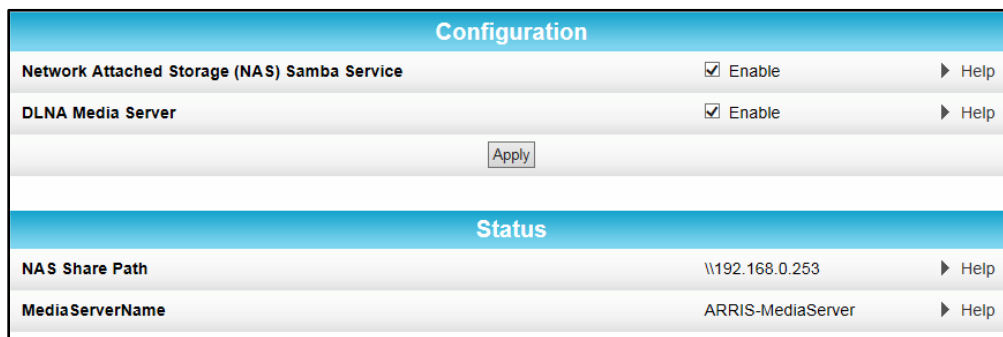 Configuration
Network Attached Storage (NAS) Samba Service Enable Help
DLNA Media Server Enable Help
Apply
Status
NAS Share Path \\192.168.0.253 Help
MediaServerName ARRIS-MediaServer Help